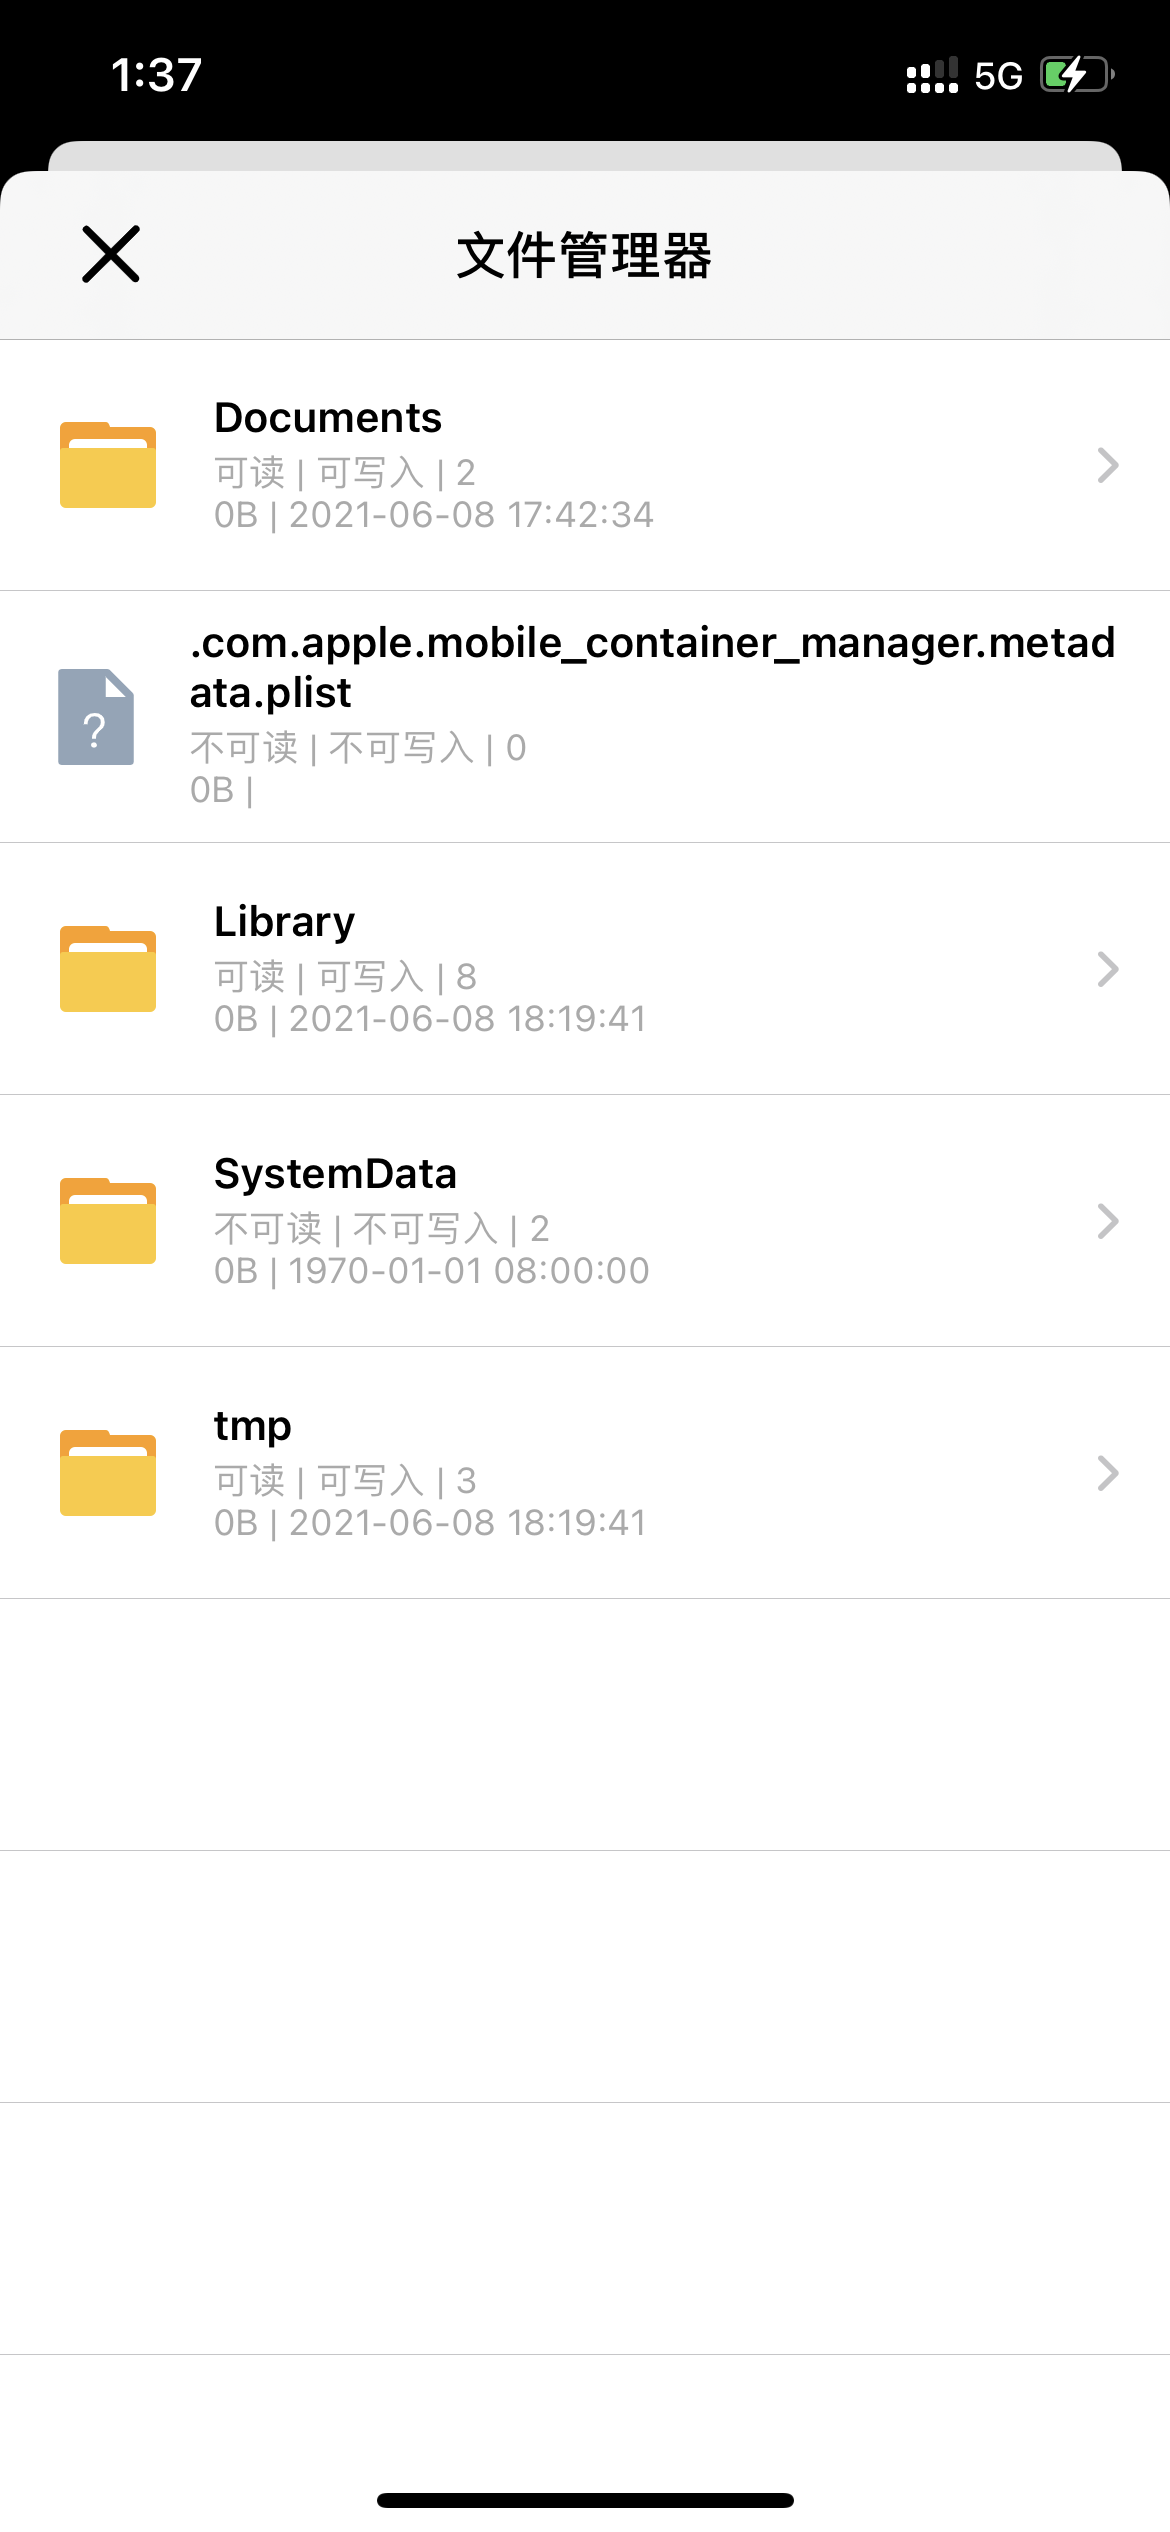 1:37
5G
文件管理器
Documents
可读 | 可写入 | 2
0B | 2021-06-08 17:42:34
.com.apple.mobile_container_manager.metad
ata.plist
?
不可读 | 不可写入 | 0
0B |
Library
可读 | 可写入 | 8
0B | 2021-06-08 18:19:41
SystemData
不可读 | 不可写入 | 2
0B | 1970-01-01 08:00:00
tmp
可读 | 可写入 | 3
0B | 2021-06-08 18:19:41